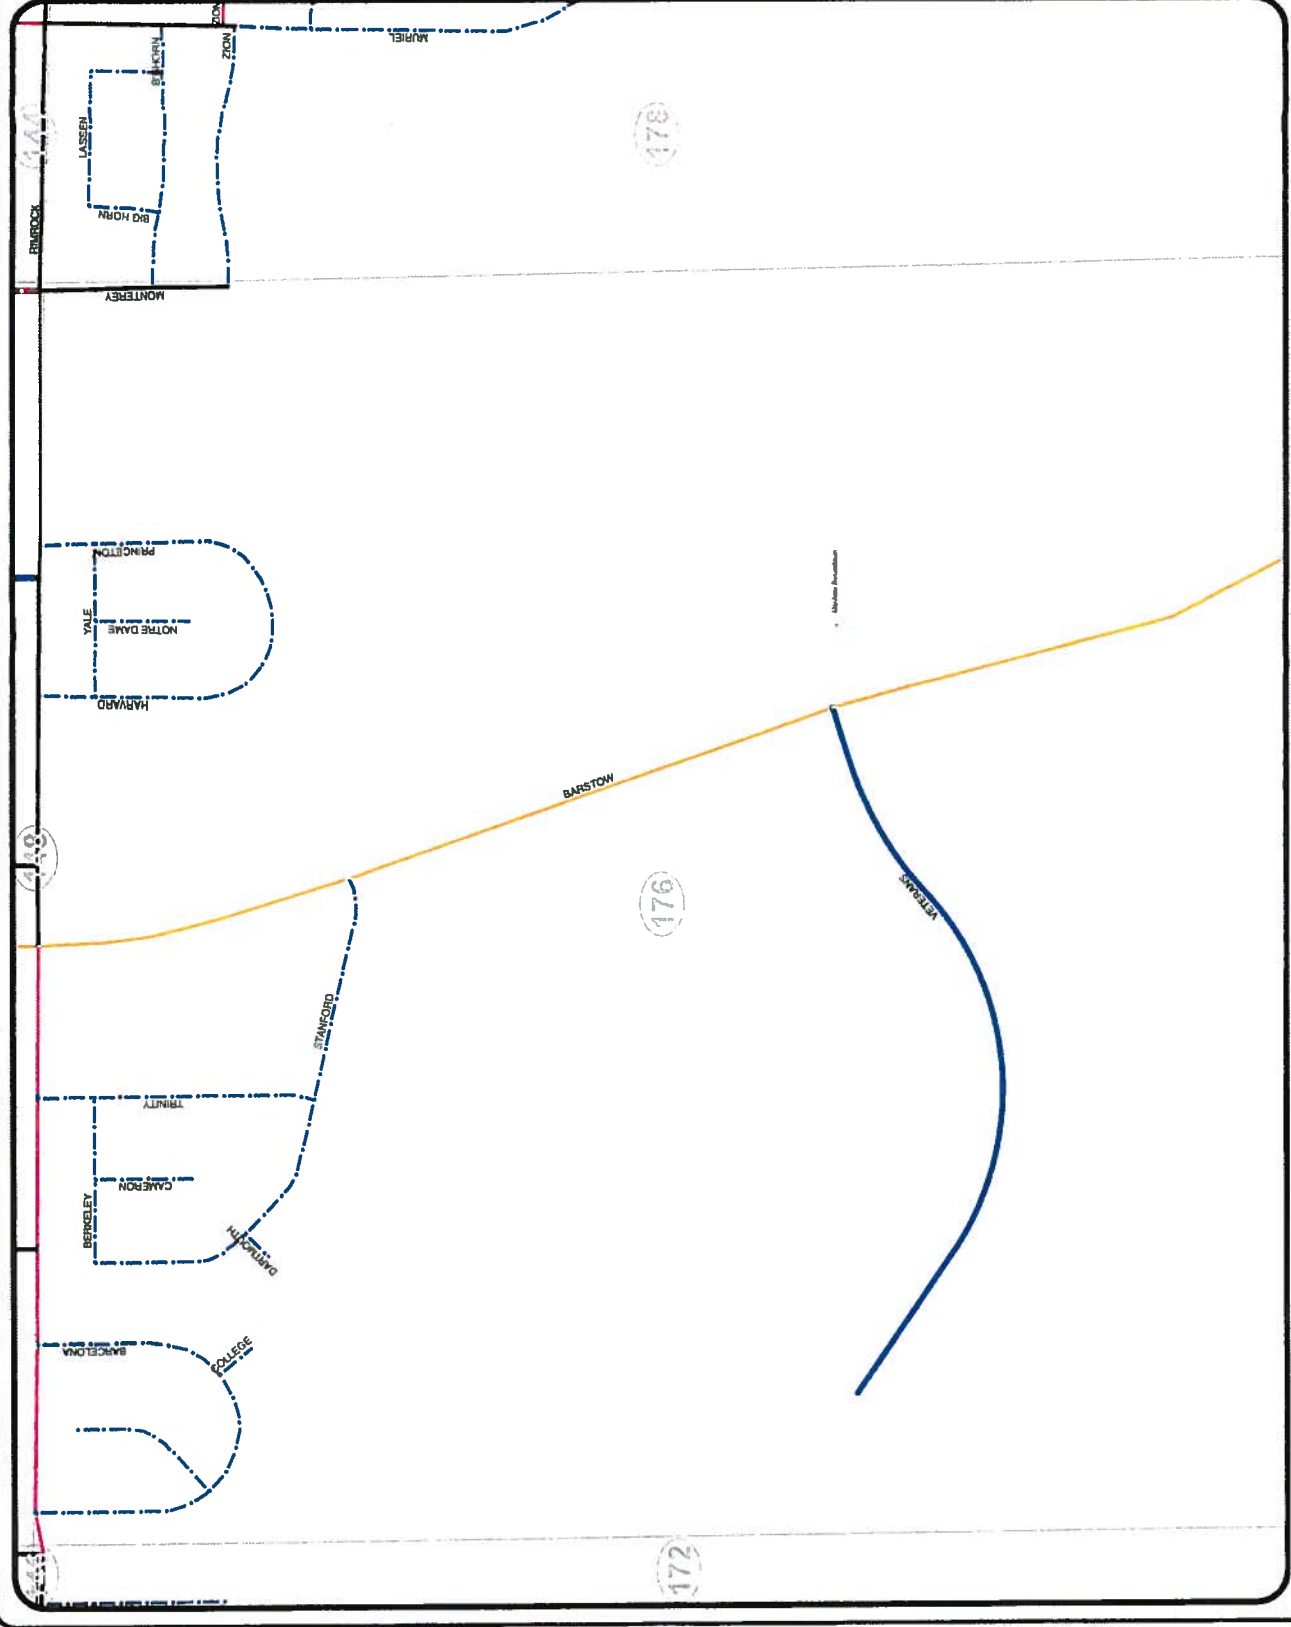 ZION
MURIEL
ZION
BIGHORN
LASSEN
178
BIG HORN
RIMROCK
MONTEREY
PRINCETON
YALE
NOTRE DAME
HARVARD
BARSTOW
176
VETERANS
STANFORD
TRINITY
CAMERON
BERKELEY
DARTMOUTH
BARCELONA
COLLEGE
172